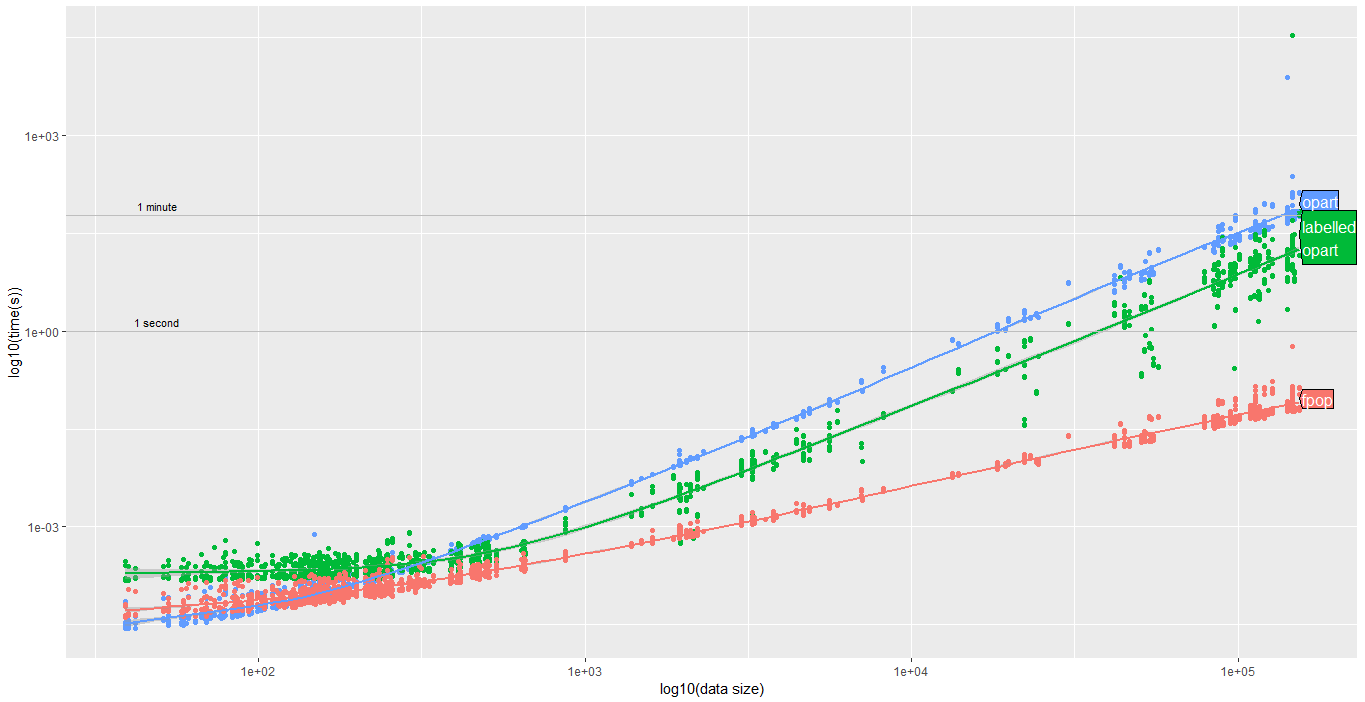 log10(time(s))
1e+03
1e+00
1e-03
1 minute
1 second
opart
labelled
opart
fpop
1e+02
1e+03
1e+04
1e+05
log10(data size)